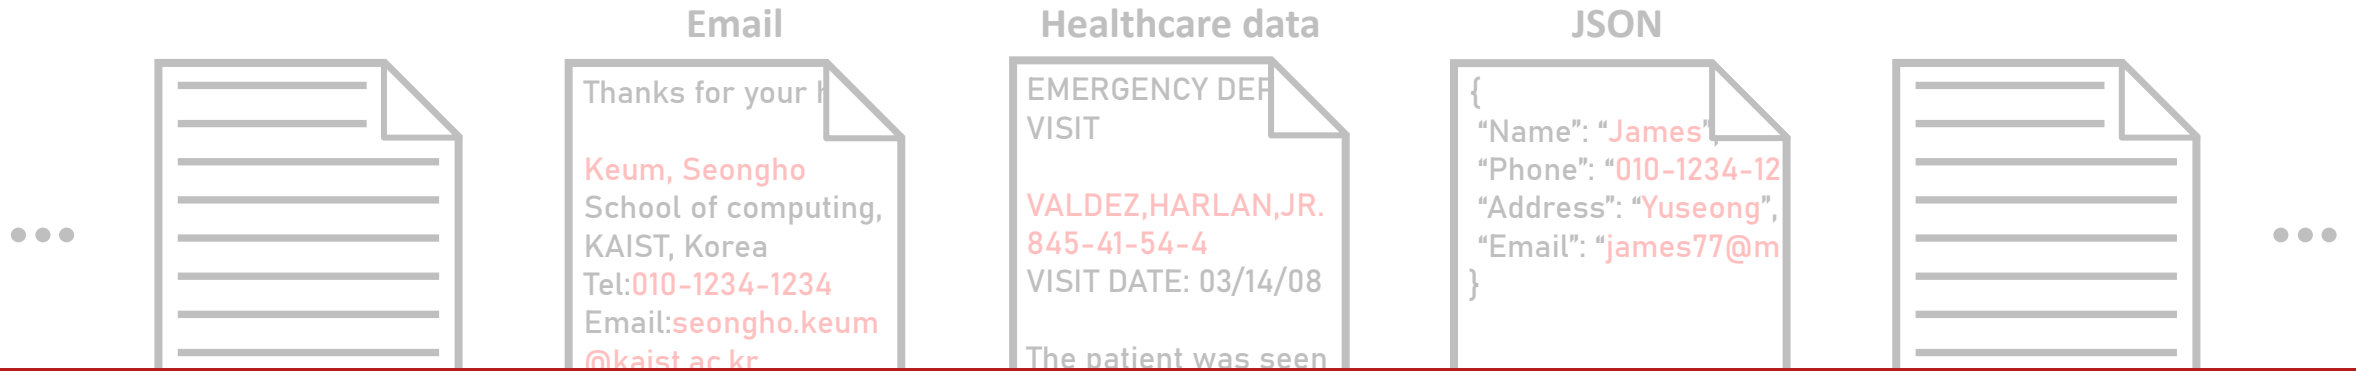 Email
Thanks for your
Keum, Seongho
School of computing,
KAIST, Korea
Tel:010-1234-1234
Email:seongho.keum
@kaist.ac.kr
Healthcare data
EMERGENCY DEP
VISIT
VALDEZ,HARLAN,JR.
845-41-54-4
VISIT DATE: 03/14/08
The patient was seen
JSON
{
“Name”: “James”,
“Phone”: “010-1234-12
“Address”: “Yuseong”,
“Email”: “james77@m
}